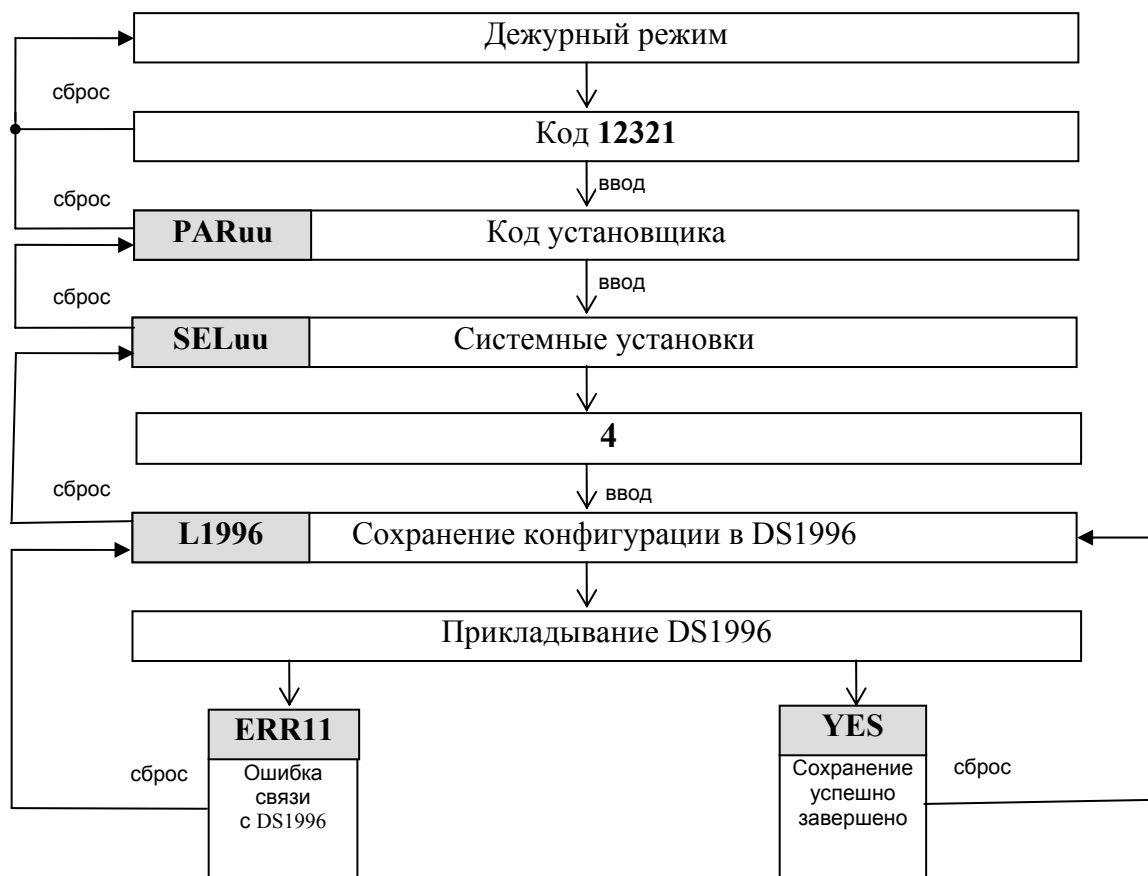 Дежурный режим
сброс
Код 12321
ввод
сброс
PARuu Код установщика
ввод
сброс
SELuu Системные установки
4
сброс
ввод
L1996 Сохранение конфигурации в DS1996
Прикладывание DS1996
ERR11
YES
сброс
Ошибка
связи
с DS1996
Сохранение
успешно
завершено
сброс